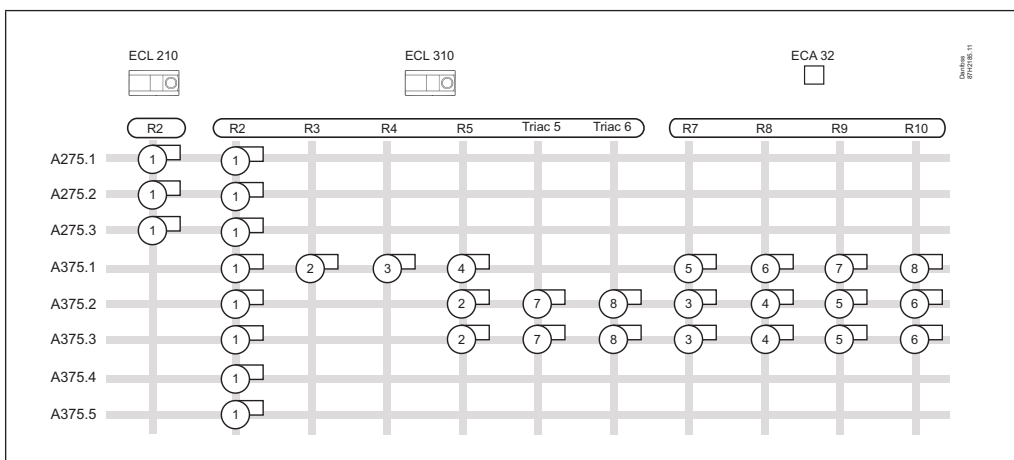 ECL 210 ECL 310 ECA 32
Danfoss
87H2185.11
R2 R2 R3 R4 R5 Triac 5 Triac 6 R7 R8 R9 R10
A275.1 1 1
A275.2 1 1
A275.3 1 1
A375.1 1 2 3 4 5 6 7 8
A375.2 1 2 7 8 3 4 5 6
A375.3 1 2 7 8 3 4 5 6
A375.4 1
A375.5 1